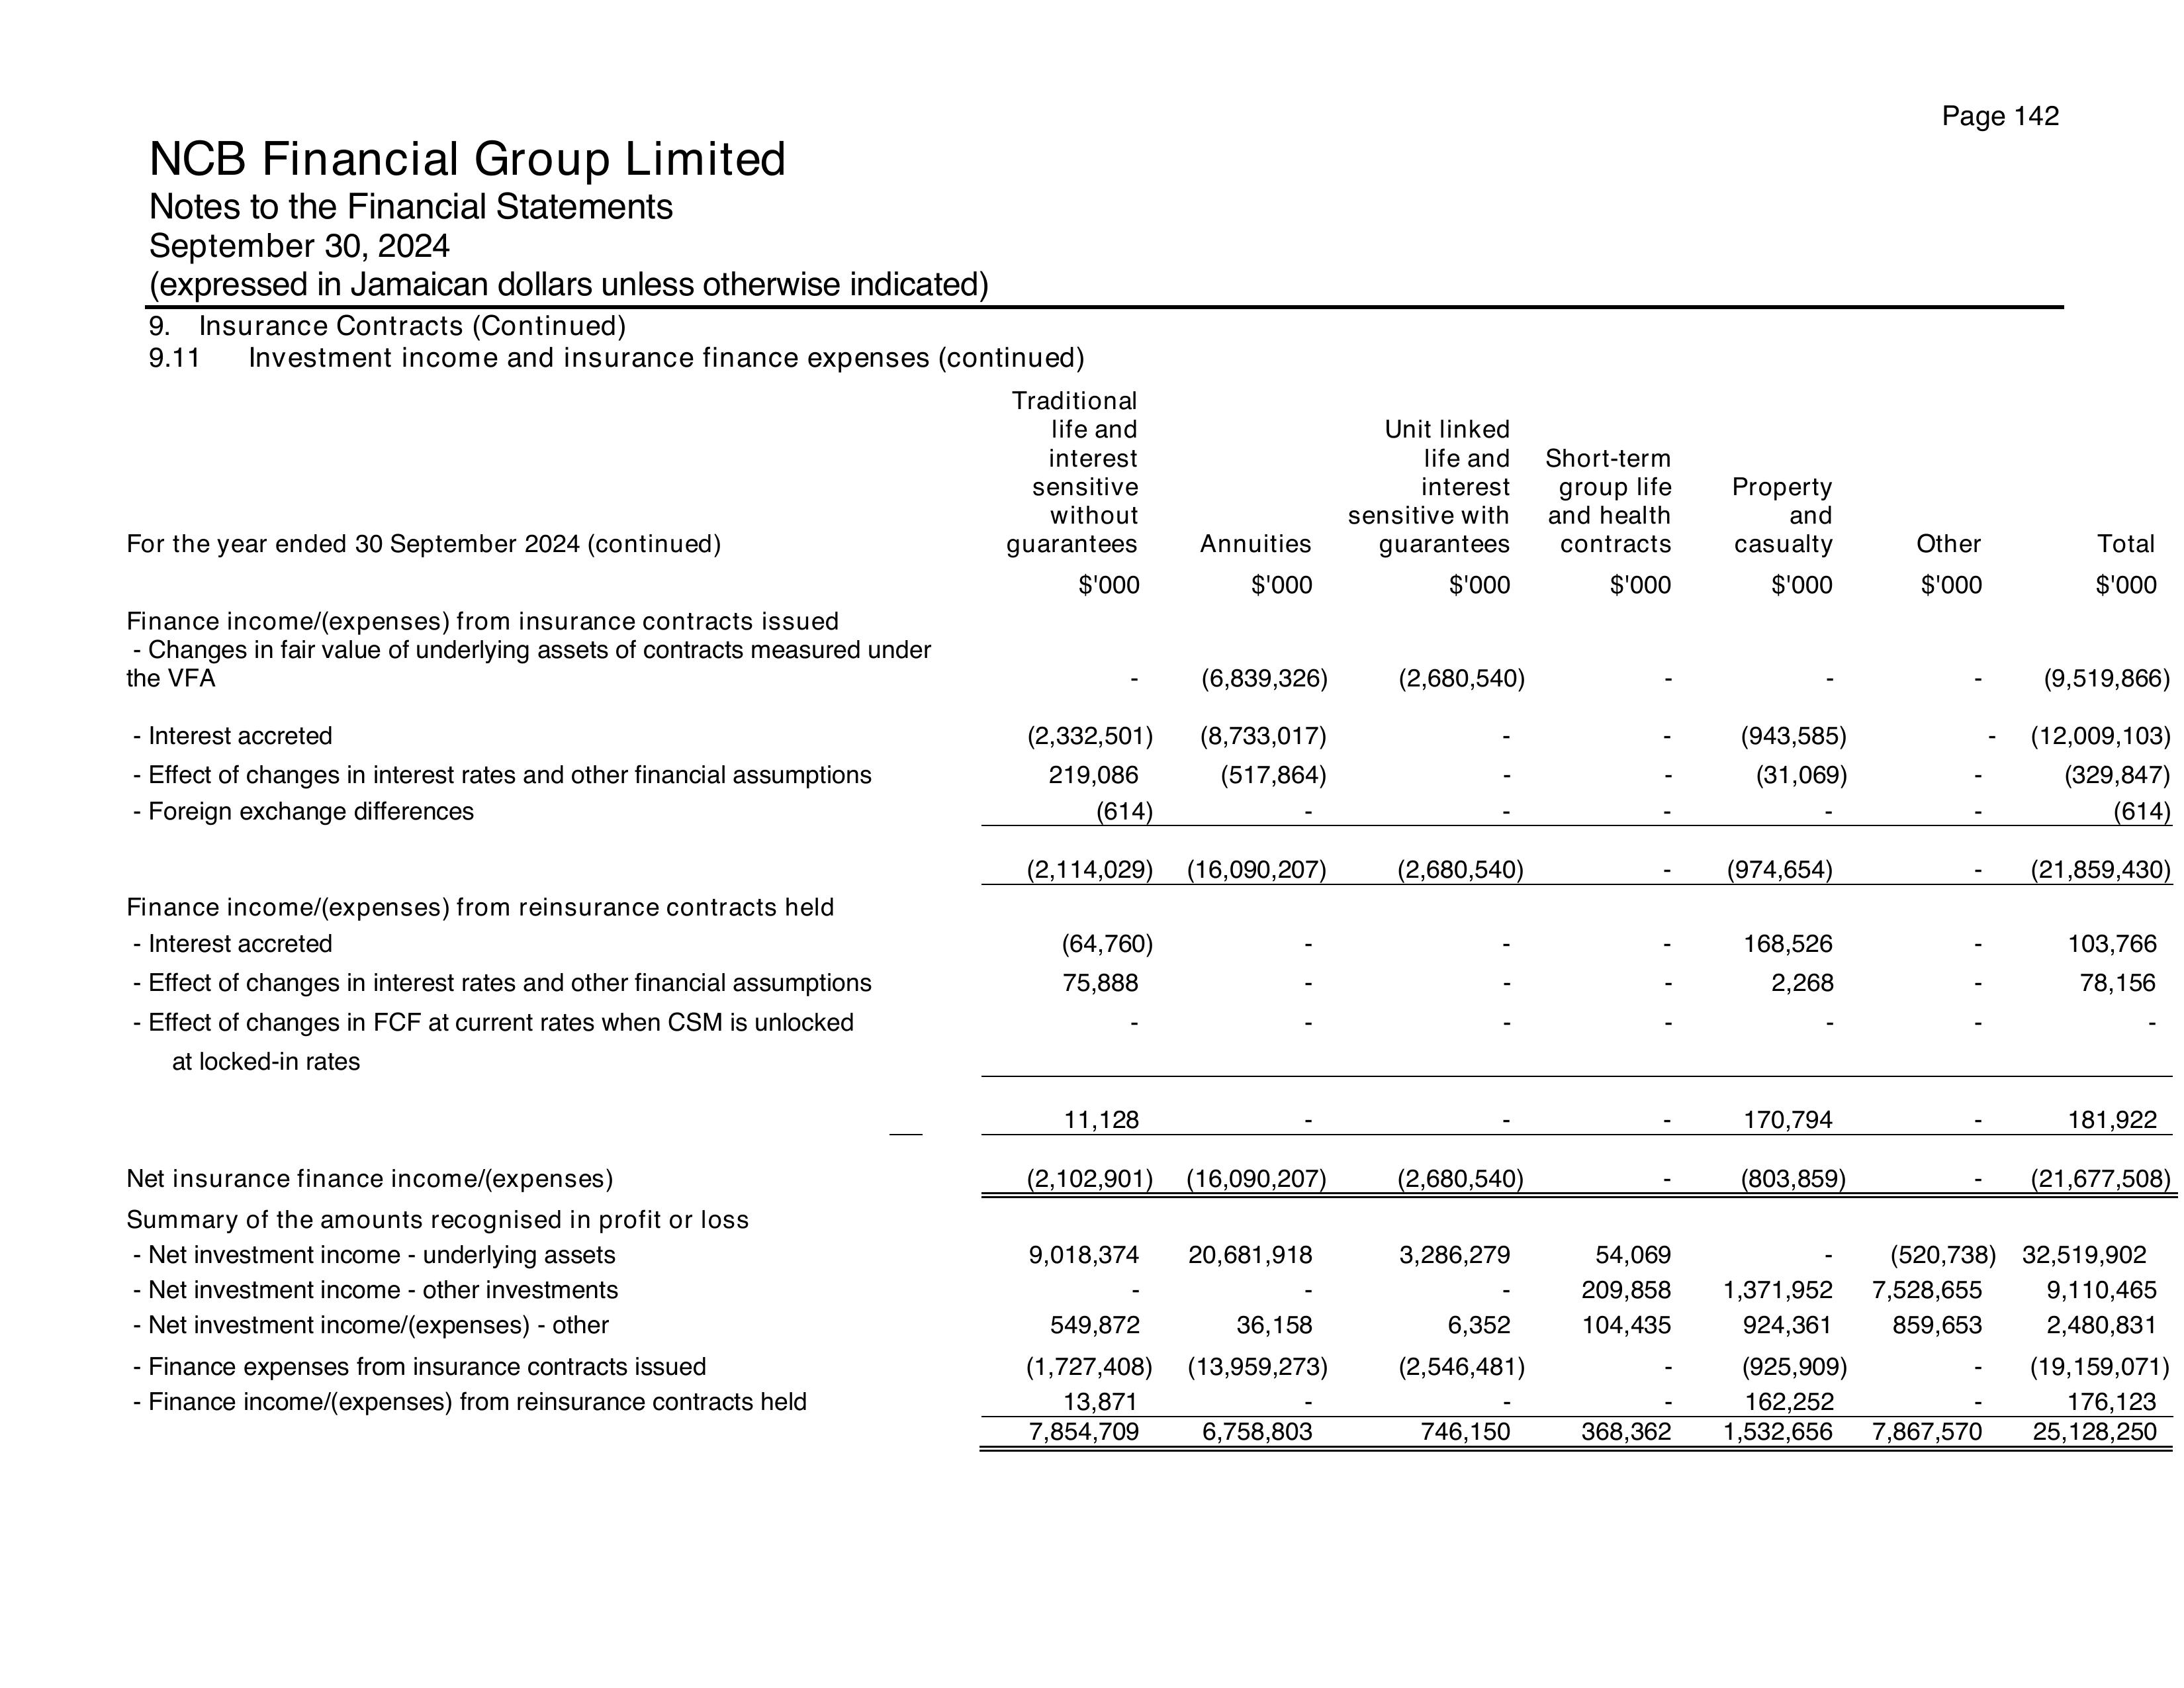 Page 142
NCB Financial Group Limited
Notes to the Financial Statements
September 30, 2024
(expressed in Jamaican dollars unless otherwise indicated)
9. Insurance Contracts (Continued)
9.11 Investment income and insurance finance expenses (continued)
Traditional
life and Unit linked
interest life and Short-term
sensitive interest group life Property
without sensitive with and health and
For the year ended 30 September 2024 (continued) guarantees Annuities guarantees contracts casualty Other Total
$'000 $'000 $'000 $'000 $'000 $'000 $'000
Finance income/(expenses) from insurance contracts issued
- Changes in fair value of underlying assets of contracts measured under
the VFA - (6,839,326) (2,680,540) - - - (9,519,866)
- Interest accreted (2,332,501) (8,733,017) - - (943,585) - (12,009,103)
- Effect of changes in interest rates and other financial assumptions 219,086 (517,864) - - (31,069) - (329,847)
- Foreign exchange differences (614) - - - - - (614)
(2,114,029) (16,090,207) (2,680,540) - (974,654) - (21,859,430)
Finance income/(expenses) from reinsurance contracts held
- Interest accreted (64,760) - - - 168,526 - 103,766
- Effect of changes in interest rates and other financial assumptions 75,888 - - - 2,268 - 78,156
- Effect of changes in FCF at current rates when CSM is unlocked - - - - - - -
at locked-in rates
11,128 - - - 170,794 - 181,922
Net insurance finance income/(expenses) (2,102,901) (16,090,207) (2,680,540) - (803,859) - (21,677,508)
Summary of the amounts recognised in profit or loss
- Net investment income - underlying assets 9,018,374 20,681,918 3,286,279 54,069 - (520,738) 32,519,902
- Net investment income - other investments - - - 209,858 1,371,952 7,528,655 9,110,465
- Net investment income/(expenses) - other 549,872 36,158 6,352 104,435 924,361 859,653 2,480,831
- Finance expenses from insurance contracts issued (1,727,408) (13,959,273) (2,546,481) - (925,909) - (19,159,071)
- Finance income/(expenses) from reinsurance contracts held 13,871 - - - 162,252 - 176,123
7,854,709 6,758,803 746,150 368,362 1,532,656 7,867,570 25,128,250